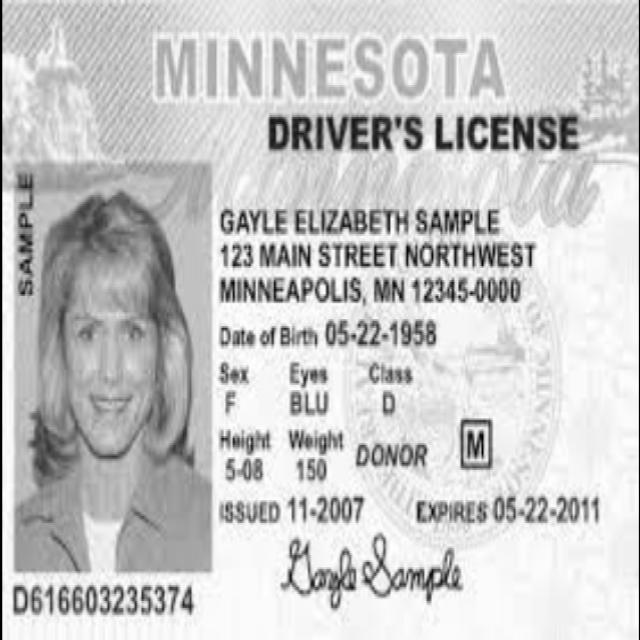 MINNESOTA
DRIVER'S LICENSE
SAMPLE
GAYLE ELIZABETH SAMPLE
123 MAIN STREET NORTHWEST
MINNEAPOLIS, MN 12345-0000
Date of Birth 05-22-1958
Sex Eyes Class
F BLU D
Height Weight
5-08 150 DONOR M
ISSUED 11-2007 EXPIRES 05-22-2011
Gayle Sample
D616603235374